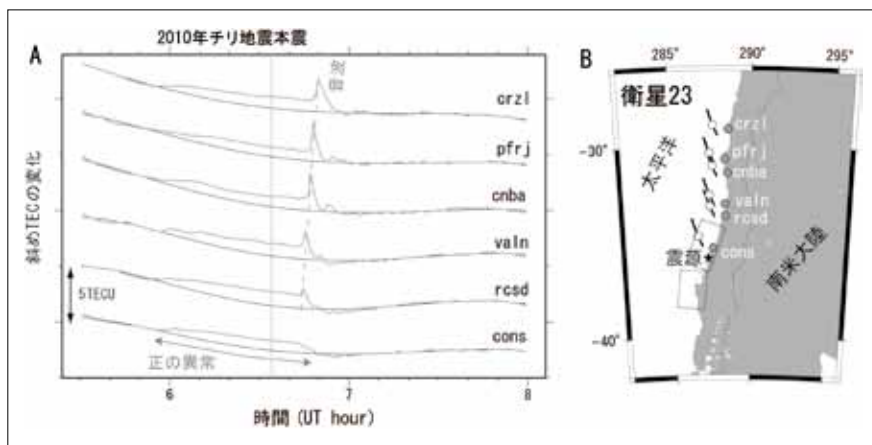 A
2010年チリ地震本震
音波
crzl
pfrj
cnba
valn
rcsd
cons
斜めTECの変化
5TECU
正の異常
6
7
8
時間 (UT hour)
B
285°
290°
295°
衛星23
-30°
-40°
太平洋
crzl
pfrj
cnba
valn
rcsd
cons
南米大陸